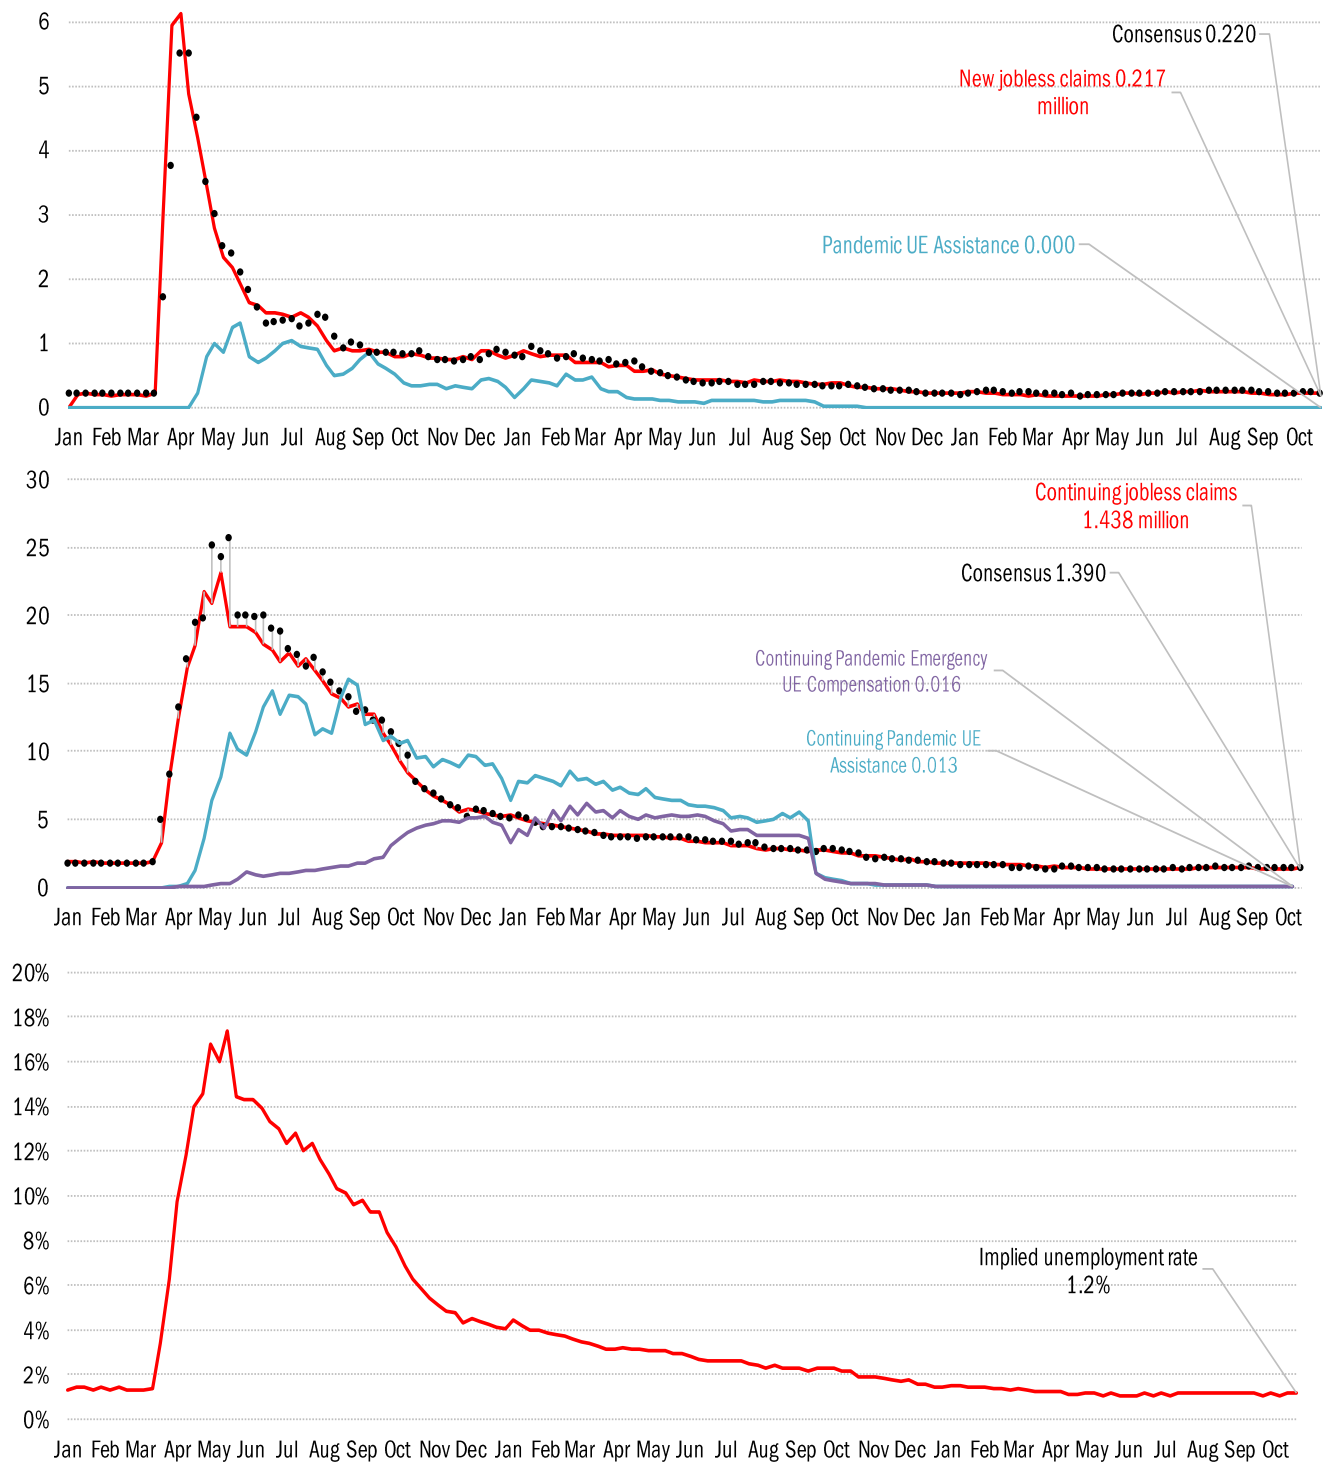 6
Consensus 0.220
New jobless claims 0.217
million
5
4
3
Pandemic UE Assistance 0.000
2
1
0
Jan Feb Mar Apr May Jun Jul Aug Sep Oct Nov Dec Jan Feb Mar Apr May Jun Jul Aug Sep Oct Nov Dec Jan Feb Mar Apr May Jun Jul Aug Sep Oct
30
Continuing jobless claims
1.438 million
25
Consensus 1.390
20
Continuing Pandemic Emergency
UE Compensation 0.016
15
Continuing Pandemic UE
Assistance 0.013
10
5
0
Jan Feb Mar Apr May Jun Jul Aug Sep Oct Nov Dec Jan Feb Mar Apr May Jun Jul Aug Sep Oct Nov Dec Jan Feb Mar Apr May Jun Jul Aug Sep Oct
20%
18%
16%
14%
12%
10%
8%
Implied unemployment rate
1.2%
6%
4%
2%
0%
Jan Feb Mar Apr May Jun Jul Aug Sep Oct Nov Dec Jan Feb Mar Apr May Jun Jul Aug Sep Oct Nov Dec Jan Feb Mar Apr May Jun Jul Aug Sep Oct